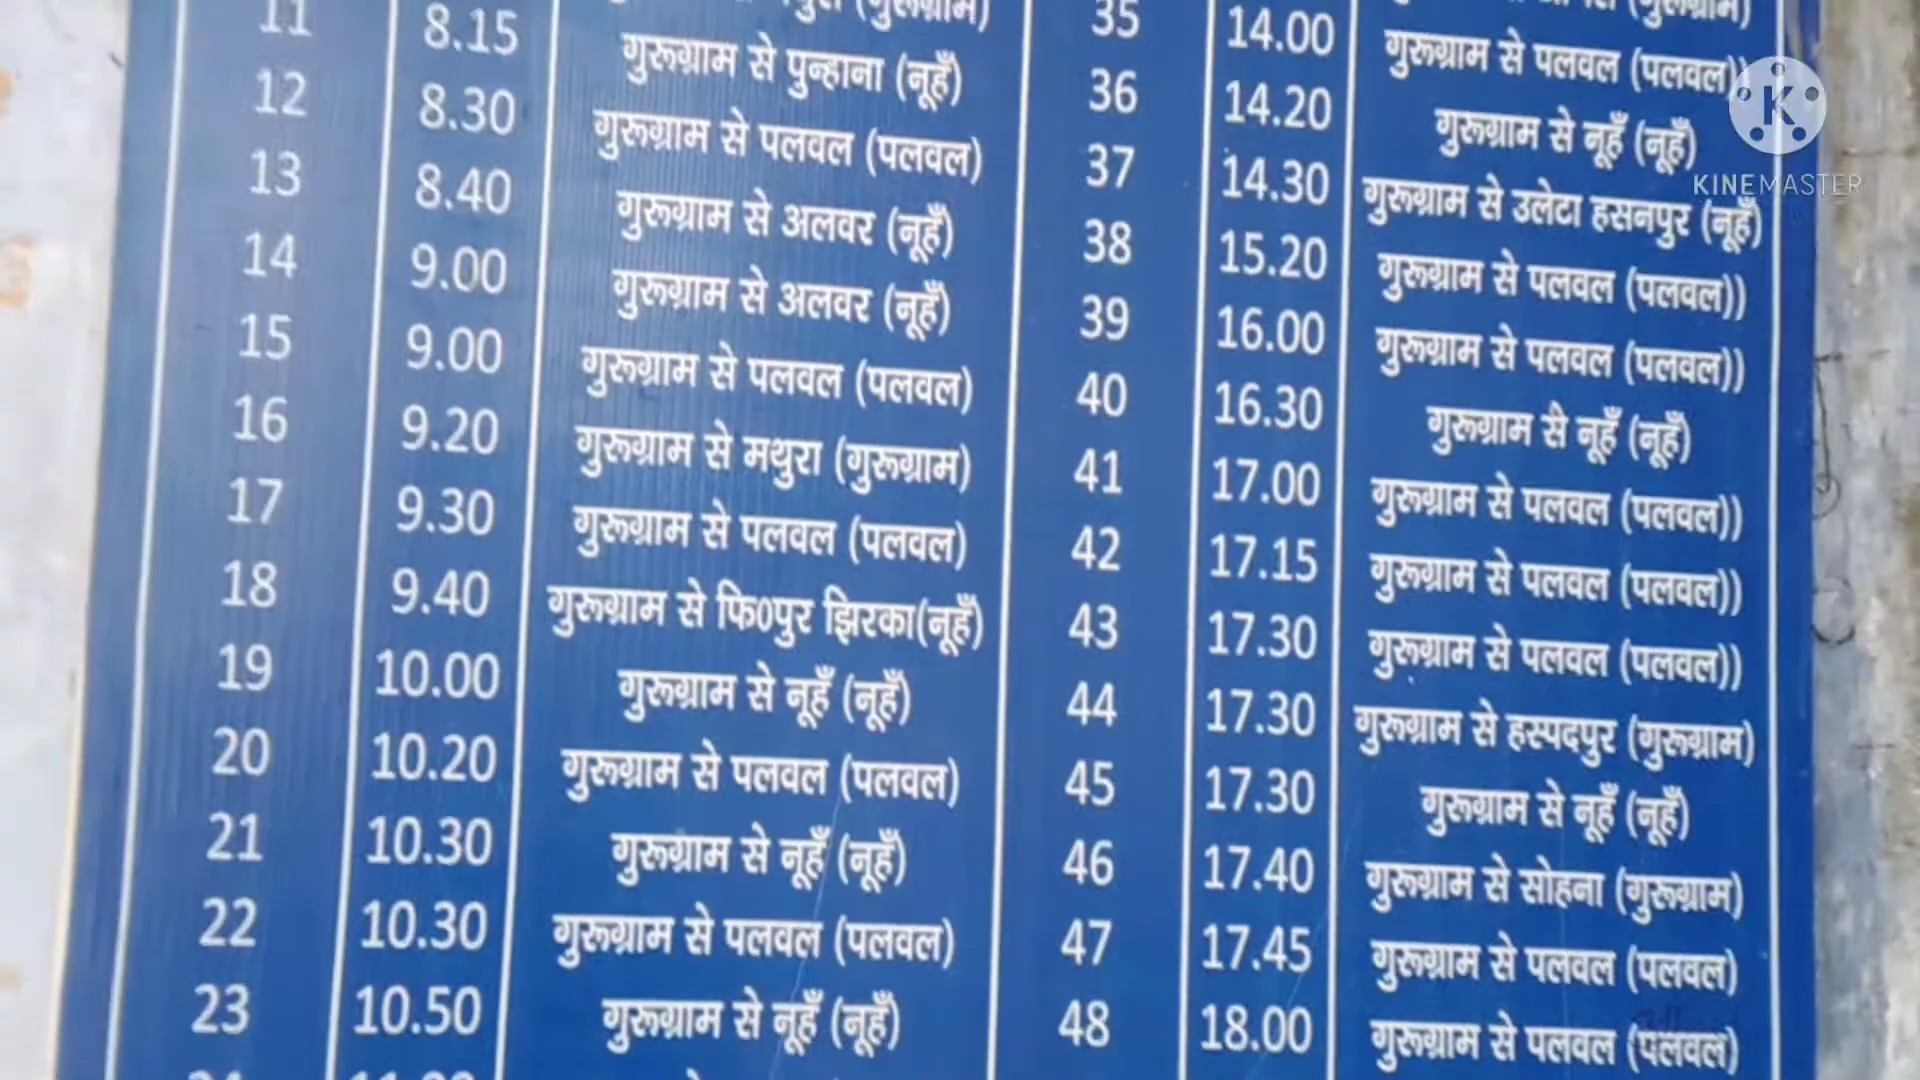 (गुरूग्राम) (गुरूग्राम)
11 8.15 गुरूग्राम से पुन्हाना (नूहँ) 35 14.00 गुरूग्राम से पलवल (पलवल))
12 8.30 गुरूग्राम से पलवल (पलवल) 36 14.20 गुरूग्राम से नूहँ (नूहँ)
13 8.40 गुरूग्राम से अलवर (नूहँ) 37 14.30 गुरूग्राम से उलेटा हसनपुर (नूहँ)
14 9.00 गुरूग्राम से अलवर (नूहँ) 38 15.20 गुरूग्राम से पलवल (पलवल))
15 9.00 गुरूग्राम से पलवल (पलवल) 39 16.00 गुरूग्राम से पलवल (पलवल))
16 9.20 गुरूग्राम से मथुरा (गुरूग्राम) 40 16.30 गुरूग्राम से नूहँ (नूहँ)
17 9.30 गुरूग्राम से पलवल (पलवल) 41 17.00 गुरूग्राम से पलवल (पलवल))
18 9.40 गुरूग्राम से फि0पुर झिरका(नूहँ) 42 17.15 गुरूग्राम से पलवल (पलवल))
19 10.00 गुरूग्राम से नूहँ (नूहँ) 43 17.30 गुरूग्राम से पलवल (पलवल))
20 10.20 गुरूग्राम से पलवल (पलवल) 44 17.30 गुरूग्राम से हस्पदपुर (गुरूग्राम)
21 10.30 गुरूग्राम से नूहँ (नूहँ) 45 17.30 गुरूग्राम से नूहँ (नूहँ)
22 10.30 गुरूग्राम से पलवल (पलवल) 46 17.40 गुरूग्राम से सोहना (गुरूग्राम)
23 10.50 गुरूग्राम से नूहँ (नूहँ) 47 17.45 गुरूग्राम से पलवल (पलवल)
48 18.00 गुरूग्राम से पलवल (पलवल)
K
KINEMASTER